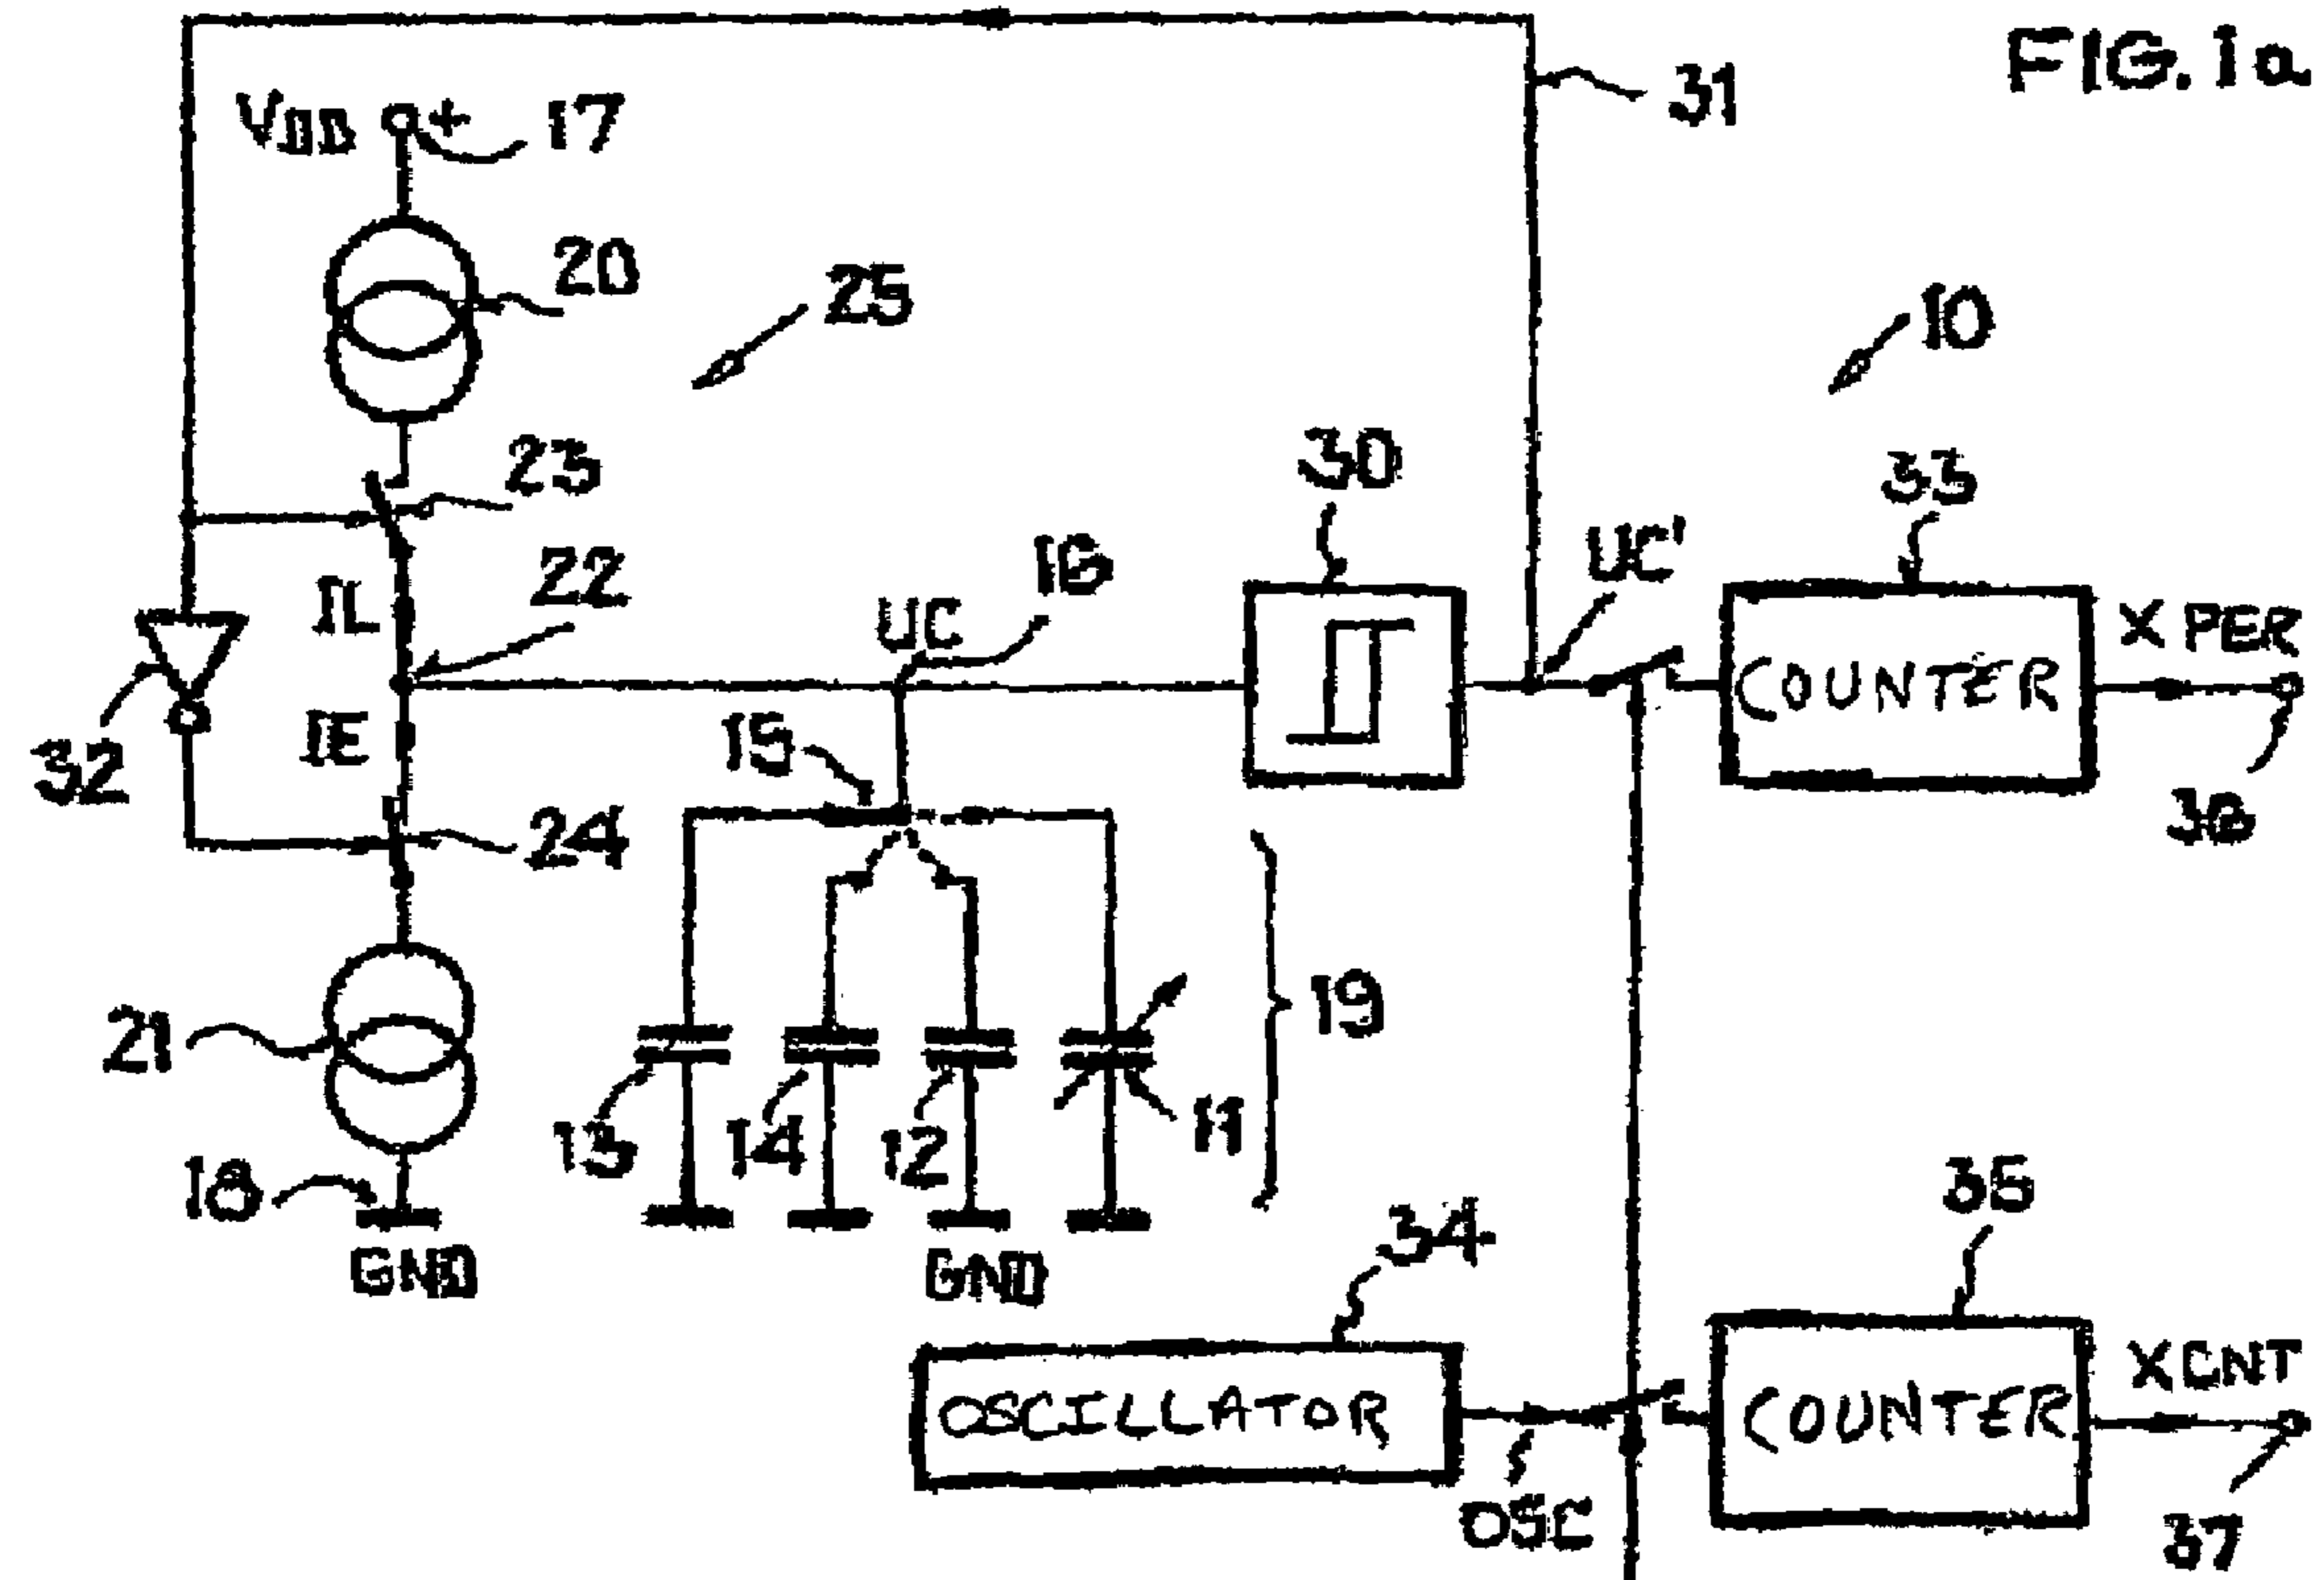 FIG. 1a
31
VDD + 17
20
25
10
23
30
33
22
16
UC'
IL
UC
X PER
COUNTER
IE
15
32
24
38
19
21
11
13
14
12
18
34
35
GND
GND
XCNT
OSCILLATOR
COUNTER
OSC
37